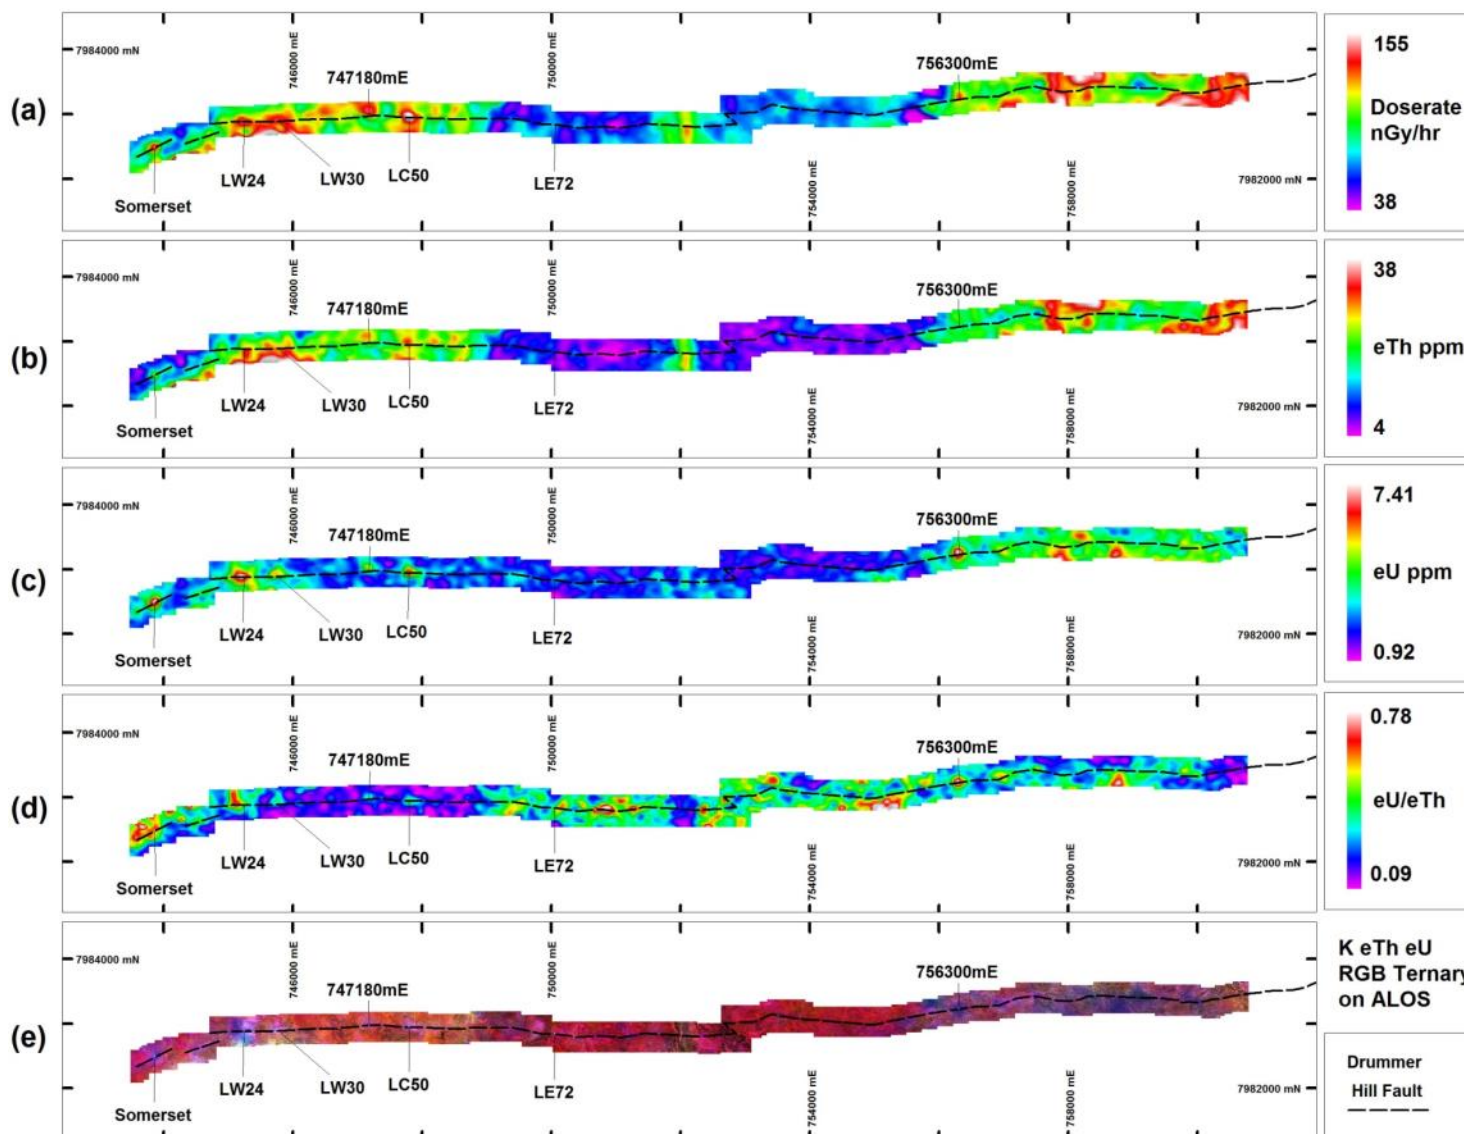 (a)
7984000 mN
746000 mE
747180mE
750000 mE
756300mE
Somerset
LW24
LW30
LC50
LE72
754000 mE
758000 mE
7982000 mN
155
Doserate
nGy/hr
38
(b)
7984000 mN
746000 mE
747180mE
750000 mE
756300mE
Somerset
LW24
LW30
LC50
LE72
754000 mE
758000 mE
7982000 mN
38
eTh ppm
4
(c)
7984000 mN
746000 mE
747180mE
750000 mE
756300mE
Somerset
LW24
LW30
LC50
LE72
754000 mE
758000 mE
7982000 mN
7.41
eU ppm
0.92
(d)
7984000 mN
746000 mE
747180mE
750000 mE
756300mE
Somerset
LW24
LW30
LC50
LE72
754000 mE
758000 mE
7982000 mN
0.78
eU/eTh
0.09
(e)
7984000 mN
746000 mE
747180mE
750000 mE
756300mE
Somerset
LW24
LW30
LC50
LE72
754000 mE
758000 mE
7982000 mN
K eTh eU
RGB Ternary
on ALOS
Drummer
Hill Fault